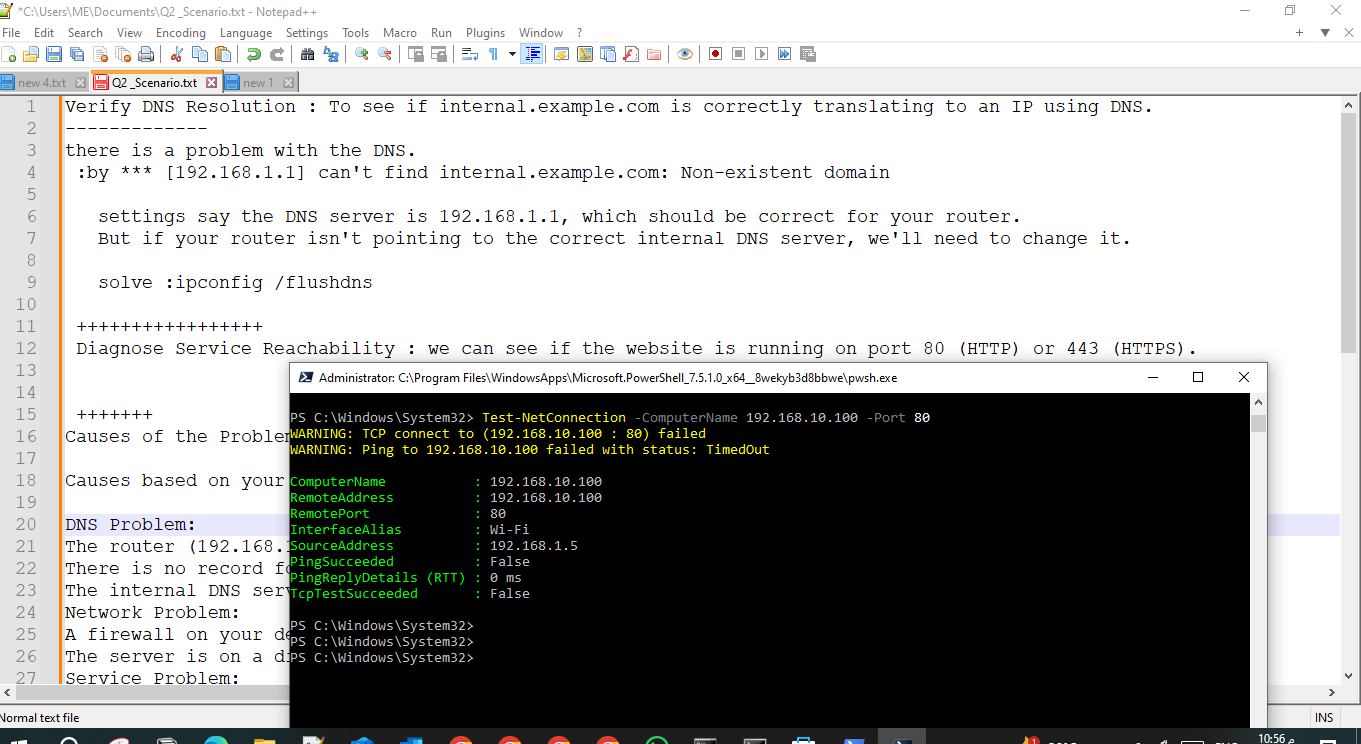 *C:\Users\ME\Documents\Q2_Scenario.txt - Notepad++
File Edit Search View Encoding Language Settings Tools Macro Run Plugins Window ?
new 4.txt Q2_Scenario.txt new 1
1 Verify DNS Resolution : To see if internal.example.com is correctly translating to an IP using DNS.
2 -------------
3 there is a problem with the DNS.
4 :by *** [192.168.1.1] can't find internal.example.com: Non-existent domain
5
6 settings say the DNS server is 192.168.1.1, which should be correct for your router.
7 But if your router isn't pointing to the correct internal DNS server, we'll need to change it.
8
9 solve :ipconfig /flushdns
10
11 +++++++++++++++++
12 Diagnose Service Reachability : we can see if the website is running on port 80 (HTTP) or 443 (HTTPS).
13
14
15 +++++++
16 Causes of the Problem
17
18 Causes based on your
19
20 DNS Problem:
21 The router (192.168.1
22 There is no record fo
23 The internal DNS serv
24 Network Problem:
25 A firewall on your de
26 The server is on a di
27 Service Problem:
Administrator: C:\Program Files\WindowsApps\Microsoft.PowerShell_7.5.1.0_x64__8wekyb3d8bbwe\pwsh.exe
PS C:\Windows\System32> Test-NetConnection -ComputerName 192.168.10.100 -Port 80
WARNING: TCP connect to (192.168.10.100 : 80) failed
WARNING: Ping to 192.168.10.100 failed with status: TimedOut
ComputerName : 192.168.10.100
RemoteAddress : 192.168.10.100
RemotePort : 80
InterfaceAlias : Wi-Fi
SourceAddress : 192.168.1.5
PingSucceeded : False
PingReplyDetails (RTT) : 0 ms
TcpTestSucceeded : False
PS C:\Windows\System32>
PS C:\Windows\System32>
PS C:\Windows\System32>
Normal text file
INS
10:56